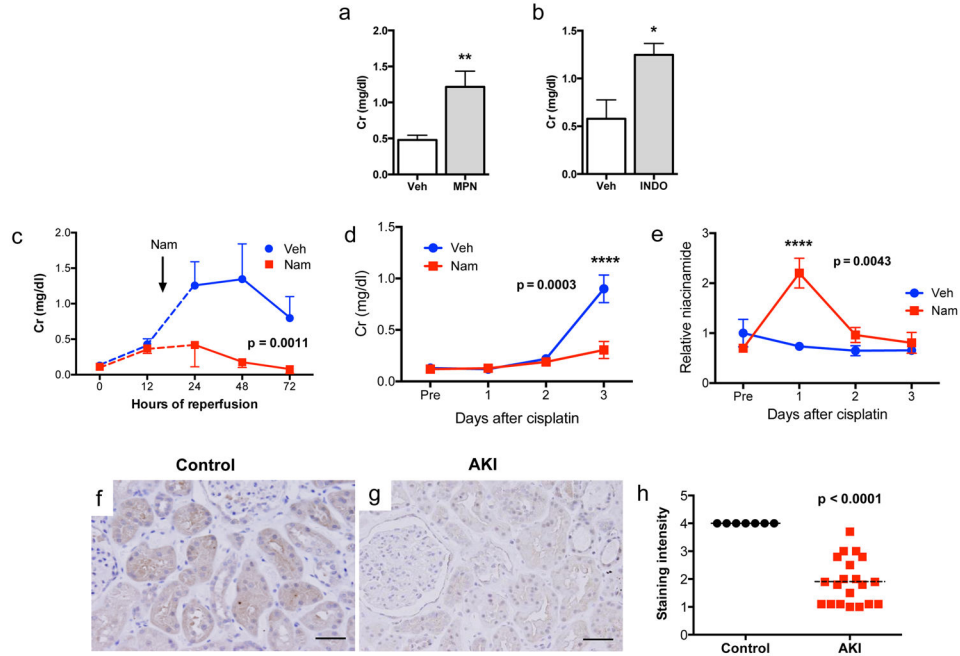 a
b
2.0
1.5
1.0
0.5
0.0
Cr (mg/dl)
**
Veh
MPN
1.5
1.0
0.5
0.0
Cr (mg/dl)
*
Veh
INDO
c
2.0
1.5
1.0
0.5
0.0
Cr (mg/dl)
Nam
Veh
Nam
p = 0.0011
0
12
24
48
72
Hours of reperfusion
d
1.5
1.0
0.5
0.0
Cr (mg/dl)
Veh
Nam
****
p = 0.0003
Pre
1
2
3
Days after cisplatin
e
3
2
1
0
Relative niacinamide
****
p = 0.0043
Veh
Nam
Pre
1
2
3
Days after cisplatin
Control
AKI
f
g
h
p < 0.0001
5
4
3
2
1
0
Staining intensity
Control
AKI